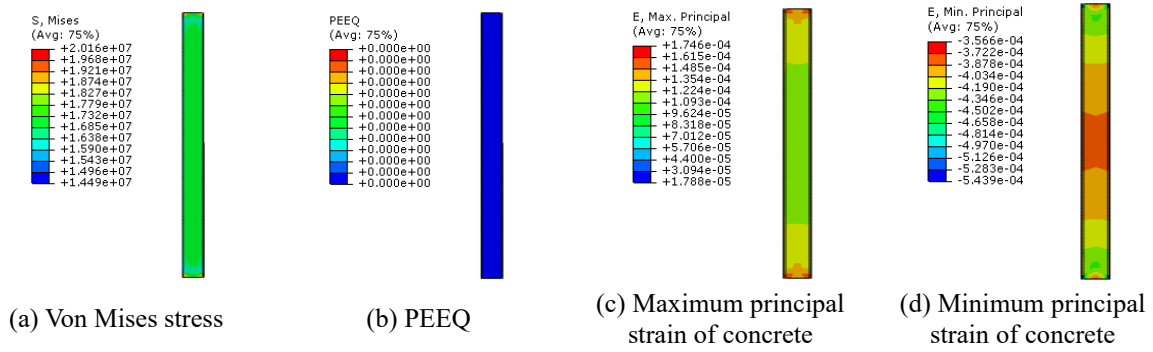 S, Mises
(Avg: 75%)
+2.016e+07
+1.968e+07
+1.921e+07
+1.874e+07
+1.827e+07
+1.779e+07
+1.732e+07
+1.685e+07
+1.638e+07
+1.590e+07
+1.543e+07
+1.496e+07
+1.449e+07
PEEQ
(Avg: 75%)
+0.000e+00
+0.000e+00
+0.000e+00
+0.000e+00
+0.000e+00
+0.000e+00
+0.000e+00
+0.000e+00
+0.000e+00
+0.000e+00
+0.000e+00
+0.000e+00
+0.000e+00
E, Max. Principal
(Avg: 75%)
+1.746e-04
+1.615e-04
+1.485e-04
+1.354e-04
+1.224e-04
+1.093e-04
+9.624e-05
+8.318e-05
+7.012e-05
+5.706e-05
+4.400e-05
+3.094e-05
+1.788e-05
E, Min. Principal
(Avg: 75%)
-3.566e-04
-3.722e-04
-3.878e-04
-4.034e-04
-4.190e-04
-4.346e-04
-4.502e-04
-4.658e-04
-4.814e-04
-4.970e-04
-5.126e-04
-5.283e-04
-5.439e-04
(a) Von Mises stress
(b) PEEQ
(c) Maximum principal
strain of concrete
(d) Minimum principal
strain of concrete